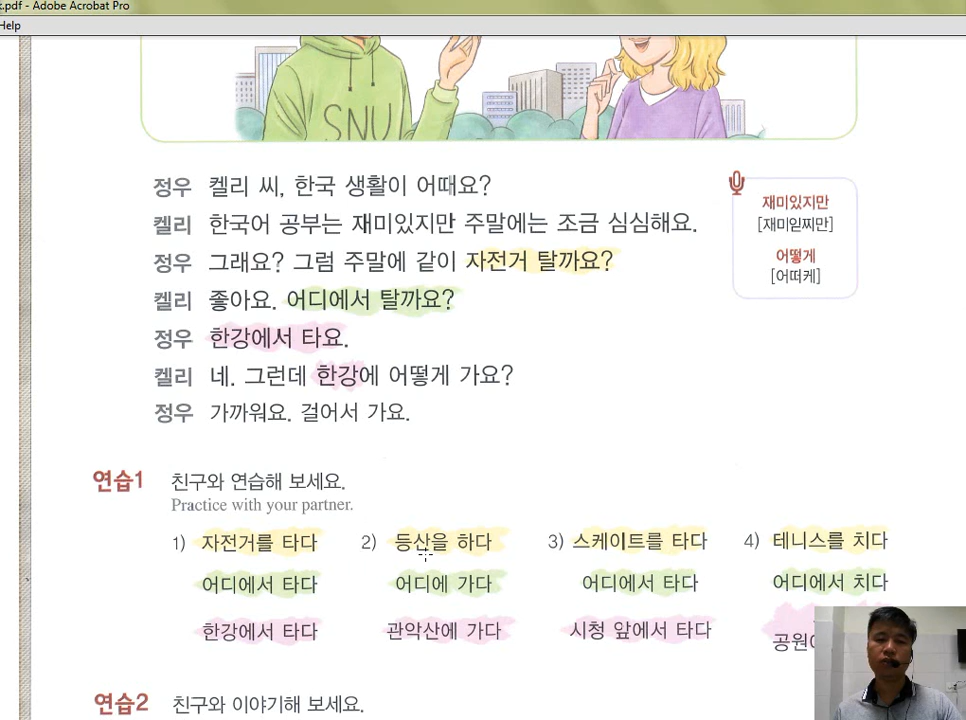 .pdf - Adobe Acrobat Pro
Help
SNU
정우 켈리 씨, 한국 생활이 어때요?
켈리 한국어 공부는 재미있지만 주말에는 조금 심심해요.
정우 그래요? 그럼 주말에 같이 자전거 탈까요?
켈리 좋아요. 어디에서 탈까요?
정우 한강에서 타요.
켈리 네. 그런데 한강에 어떻게 가요?
정우 가까워요. 걸어서 가요.
재미있지만
[재미읻찌만]
어떻게
[어떠케]
연습1 친구와 연습해 보세요.
Practice with your partner.
1) 자전거를 타다 2) 등산을 하다 3) 스케이트를 타다 4) 테니스를 치다
어디에서 타다 어디에 가다 어디에서 타다 어디에서 치다
한강에서 타다 관악산에 가다 시청 앞에서 타다 공원
연습2 친구와 이야기해 보세요.